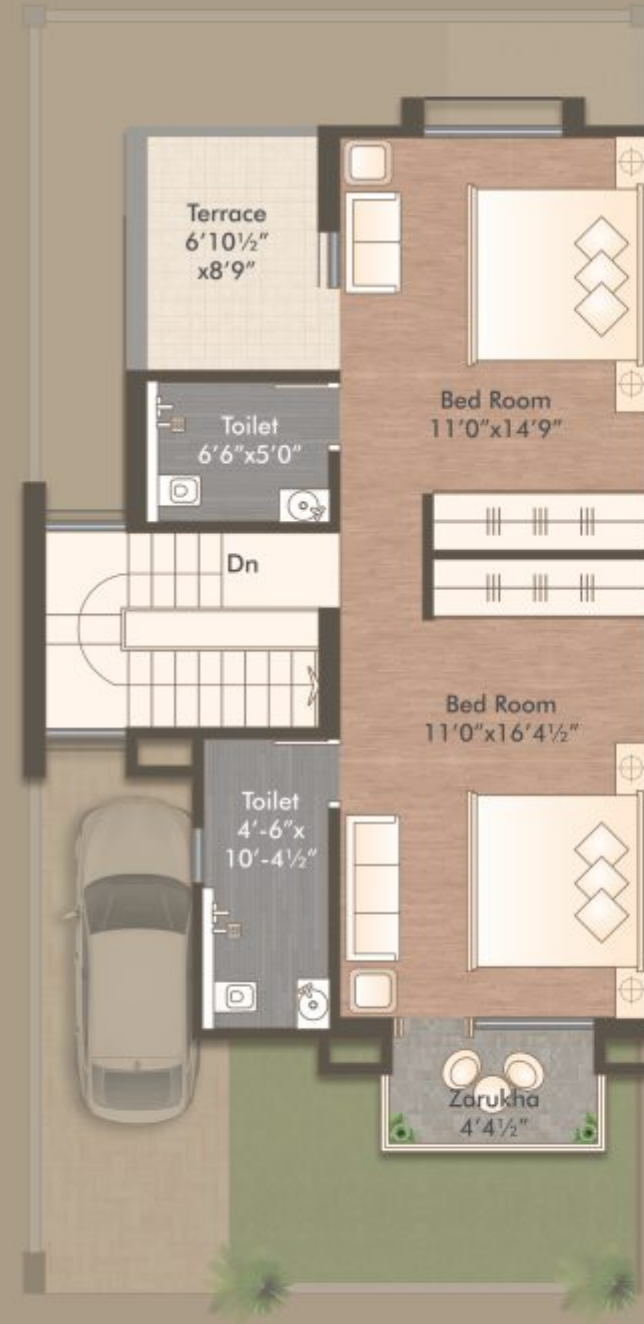 Terrace
6’10½”
x8’9”
Bed Room
11’0”x14’9”
Toilet
6’6”x5’0”
Dn
Bed Room
11’0”x16’4½”
Toilet
4’-6”x
10’-4½”
Zarukha
4’4½”